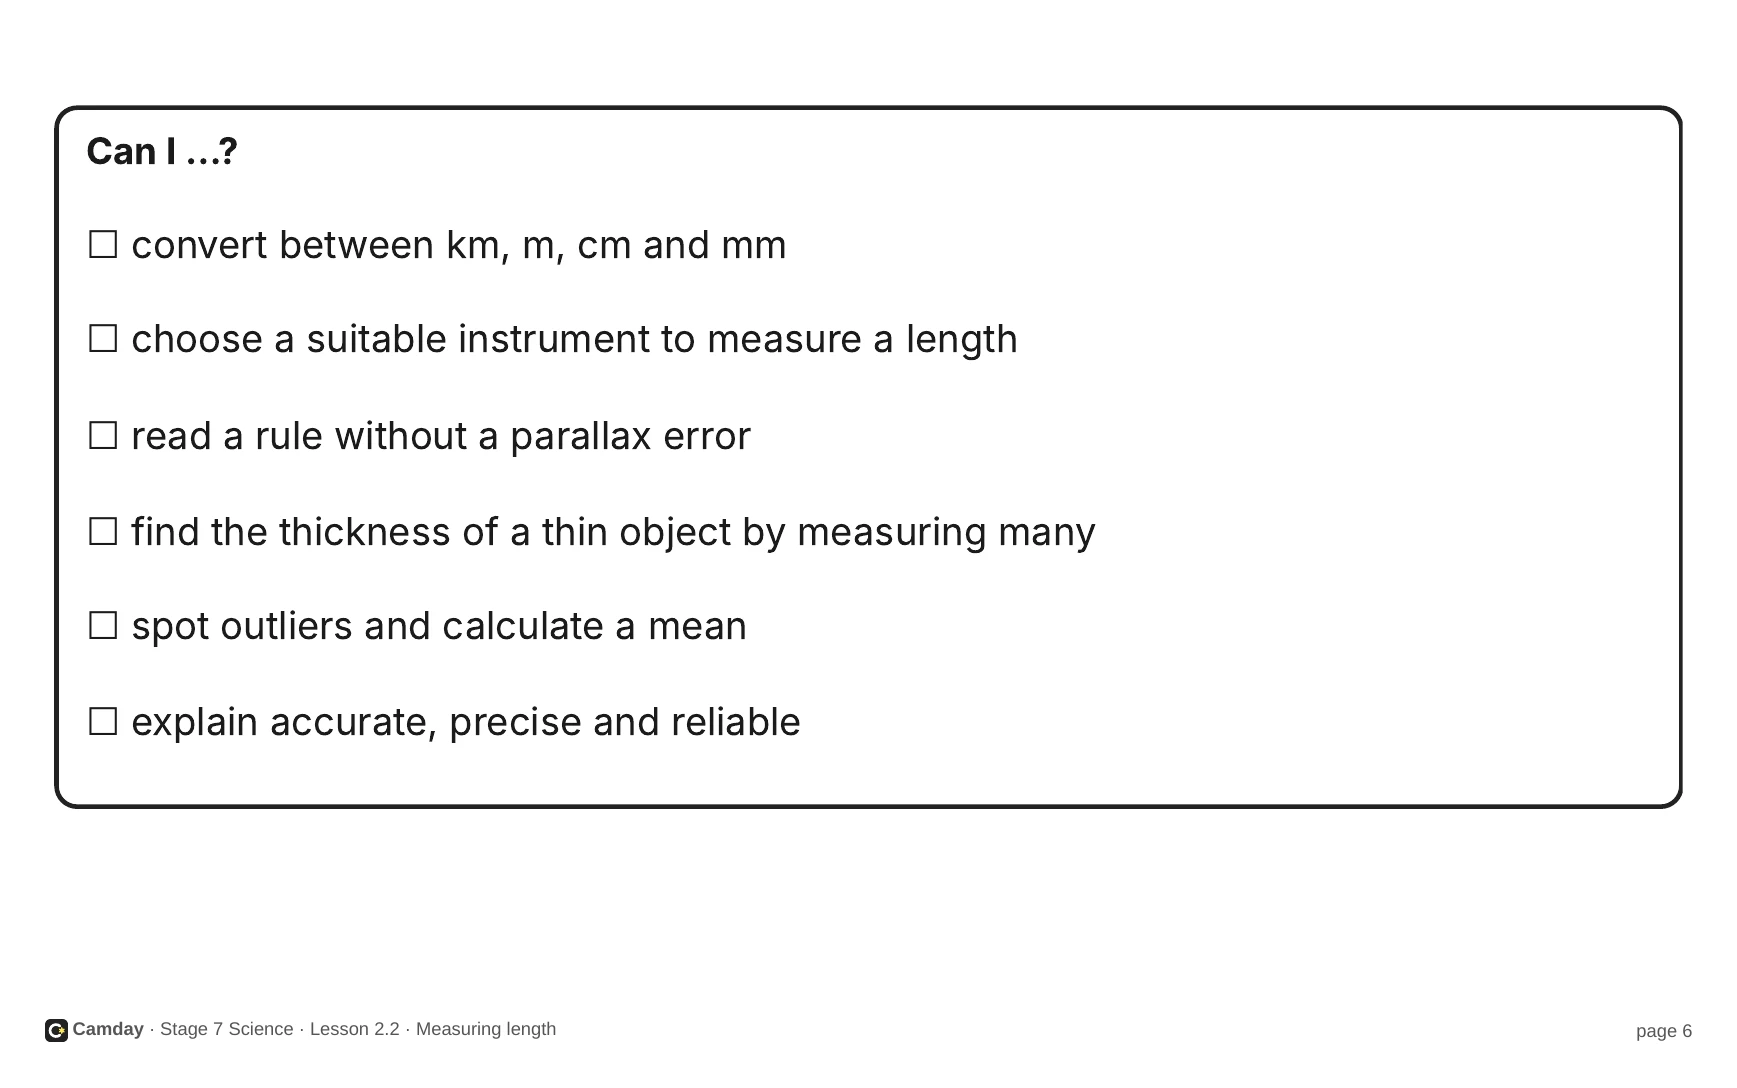 Can I ...?
☐ convert between km, m, cm and mm
☐ choose a suitable instrument to measure a length
☐ read a rule without a parallax error
☐ find the thickness of a thin object by measuring many
☐ spot outliers and calculate a mean
☐ explain accurate, precise and reliable
Camday · Stage 7 Science · Lesson 2.2 · Measuring length
page 6